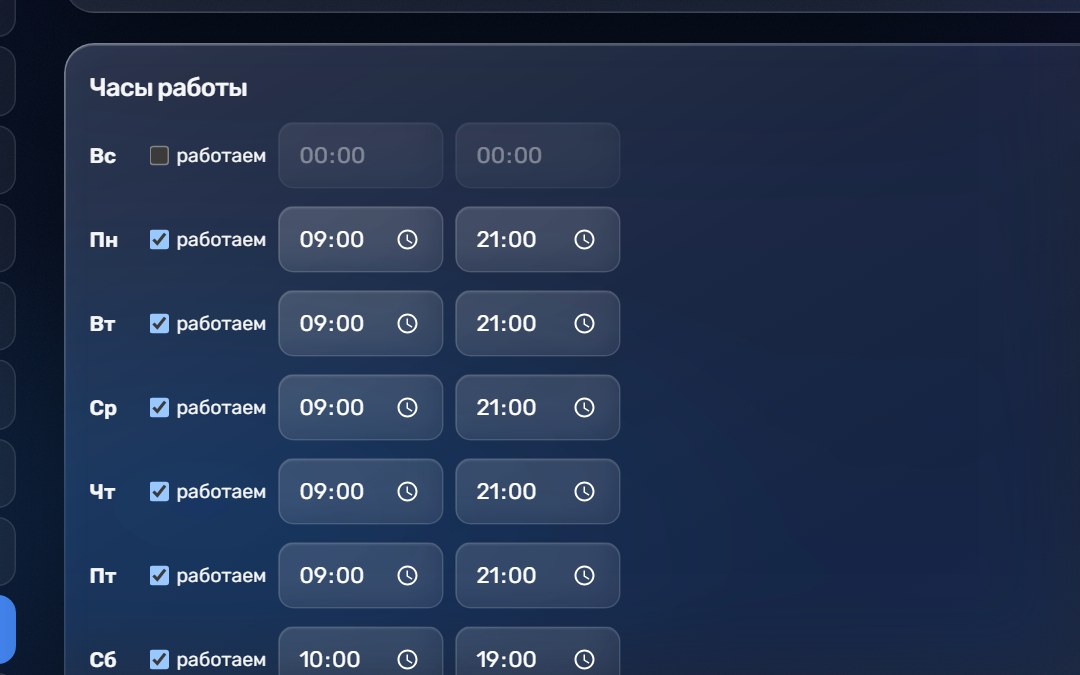 Часы работы
Вс работаем 00:00 00:00
Пн работаем 09:00 21:00
Вт работаем 09:00 21:00
Ср работаем 09:00 21:00
Чт работаем 09:00 21:00
Пт работаем 09:00 21:00
Сб работаем 10:00 19:00